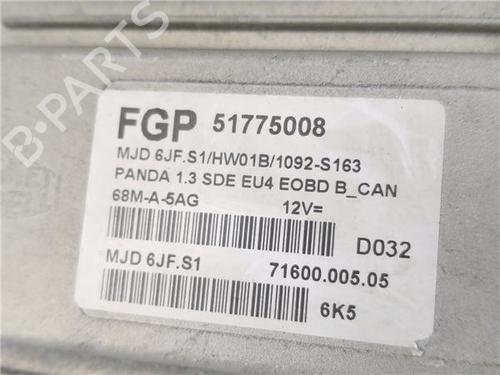 B-PARTS
FGP 51775008
MJD 6JF.S1/HW01B/1092-S163
PANDA 1.3 SDE EU4 EOBD B_CAN
68M-A-5AG 12V=
D032
MJD 6JF.S1 71600.005.05
6K5